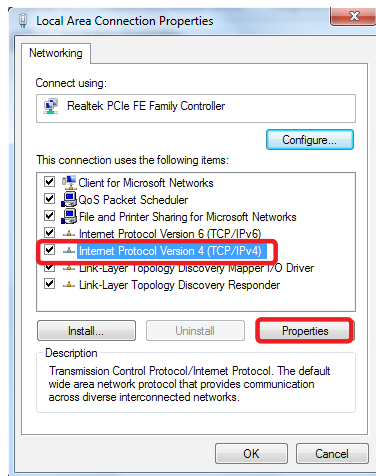 Local Area Connection Properties
Networking
Connect using:
Realtek PCIe FE Family Controller
Configure...
This connection uses the following items:
Client for Microsoft Networks
QoS Packet Scheduler
File and Printer Sharing for Microsoft Networks
Internet Protocol Version 6 (TCP/IPv6)
Internet Protocol Version 4 (TCP/IPv4)
Link-Layer Topology Discovery Mapper I/O Driver
Link-Layer Topology Discovery Responder
Install... Uninstall Properties
Description
Transmission Control Protocol/Internet Protocol. The default
wide area network protocol that provides communication
across diverse interconnected networks.
OK Cancel